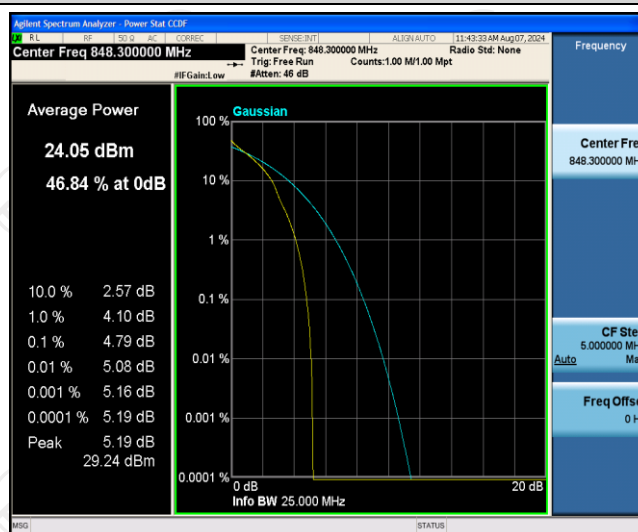 Agilent Spectrum Analyzer - Power Stat CCDF
RL RF 50 Ω AC CORREC SENSE:INT ALIGN AUTO 11:43:33 AM Aug 07, 2024
Center Freq 848.300000 MHz
Center Freq: 848.300000 MHz Radio Std: None
Trig: Free Run Counts:1.00 M/1.00 Mpt
#IFGain:Low #Atten: 46 dB
Frequency
Average Power
24.05 dBm
46.84 % at 0dB
10.0 % 2.57 dB
1.0 % 4.10 dB
0.1 % 4.79 dB
0.01 % 5.08 dB
0.001 % 5.16 dB
0.0001 % 5.19 dB
Peak 5.19 dB
29.24 dBm
Gaussian
100 %
10 %
1 %
0.1 %
0.01 %
0.001 %
0.0001 %
0 dB 20 dB
Info BW 25.000 MHz
Center Fre
848.300000 MH
CF Ste
5.000000 MH
Auto Ma
Freq Offse
0 H
MSG STATUS